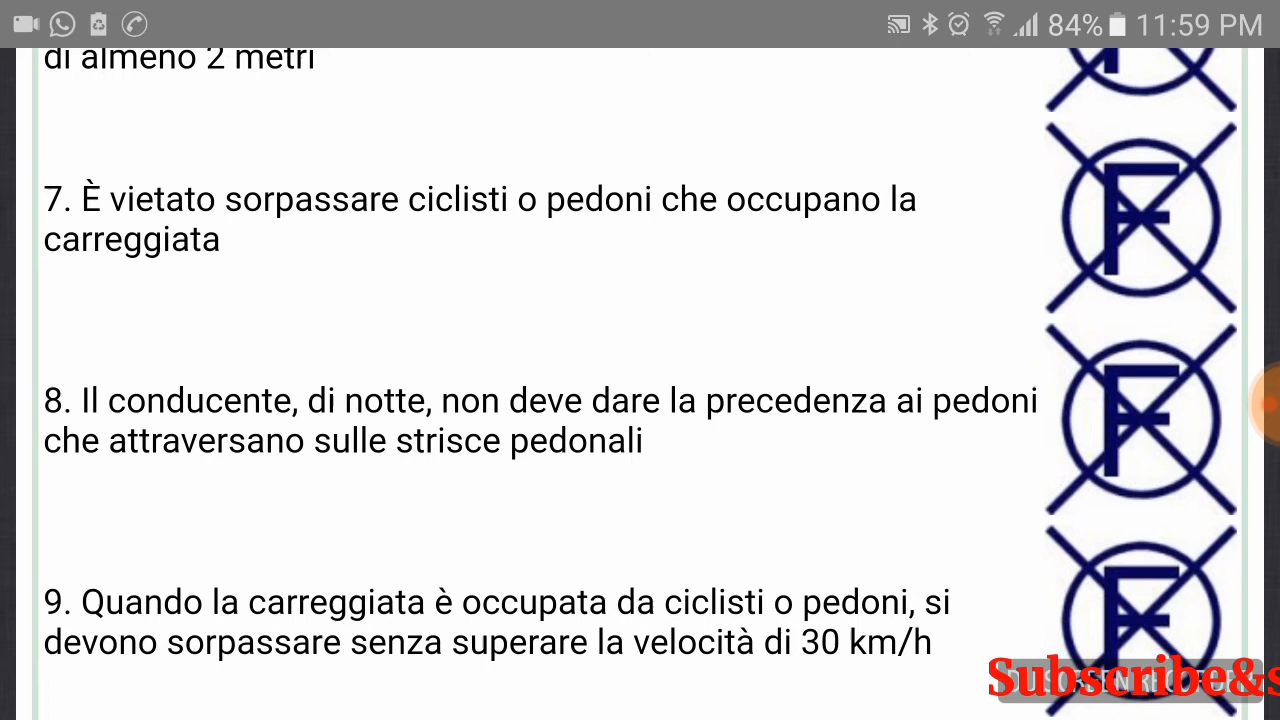 84% 11:59 PM
di almeno 2 metri
7. È vietato sorpassare ciclisti o pedoni che occupano la
carreggiata
F
8. Il conducente, di notte, non deve dare la precedenza ai pedoni
che attraversano sulle strisce pedonali
F
9. Quando la carreggiata è occupata da ciclisti o pedoni, si
devono sorpassare senza superare la velocità di 30 km/h
F
Subscribe&s